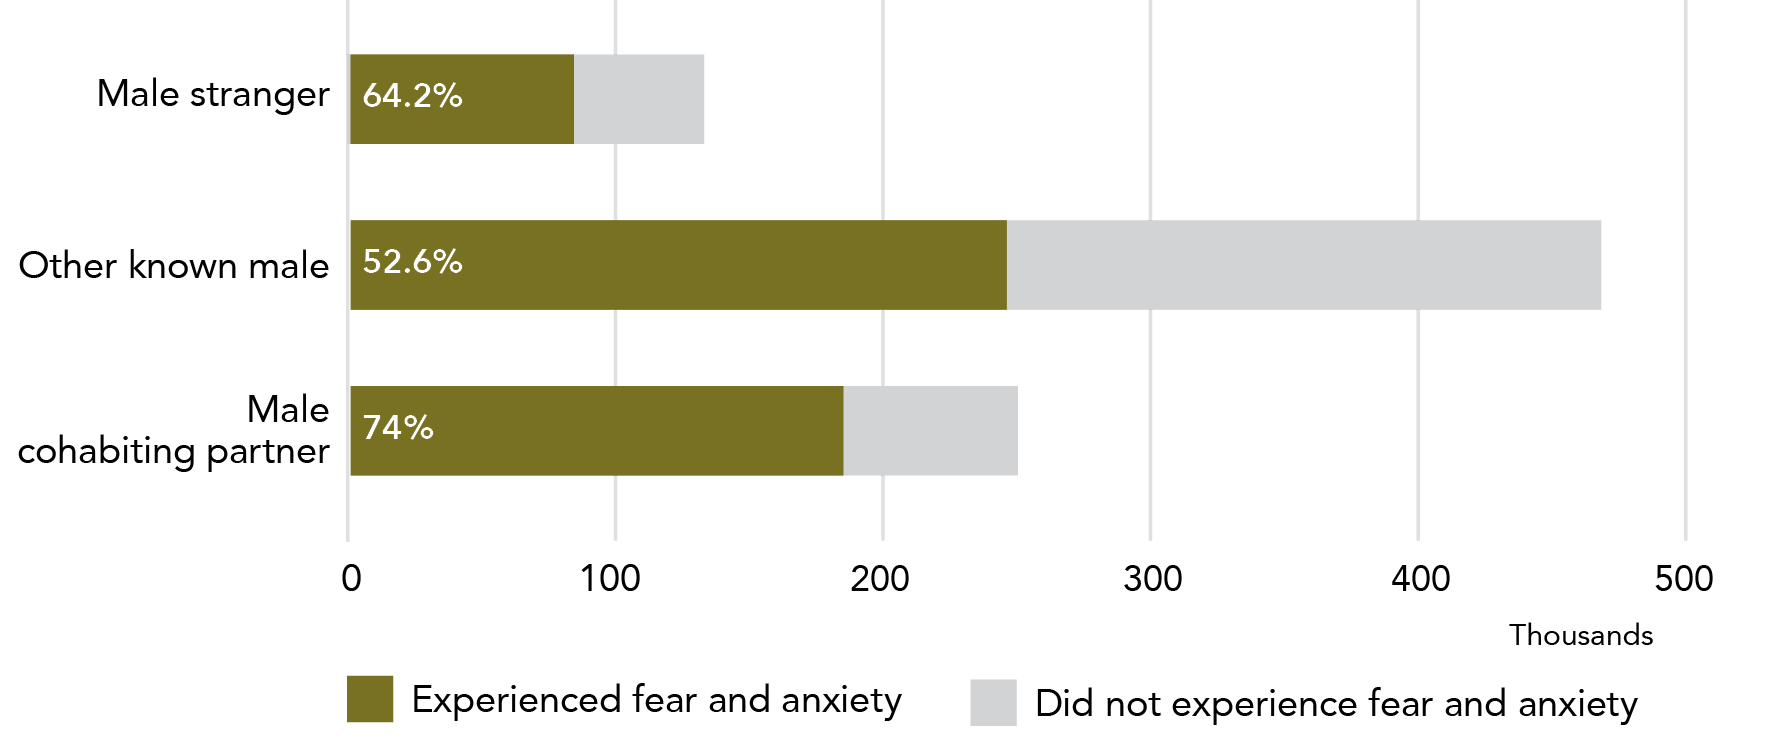 Male stranger
64.2%
Other known male
52.6%
Male
cohabiting partner
74%
0 100 200 300 400 500
Thousands
Experienced fear and anxiety Did not experience fear and anxiety